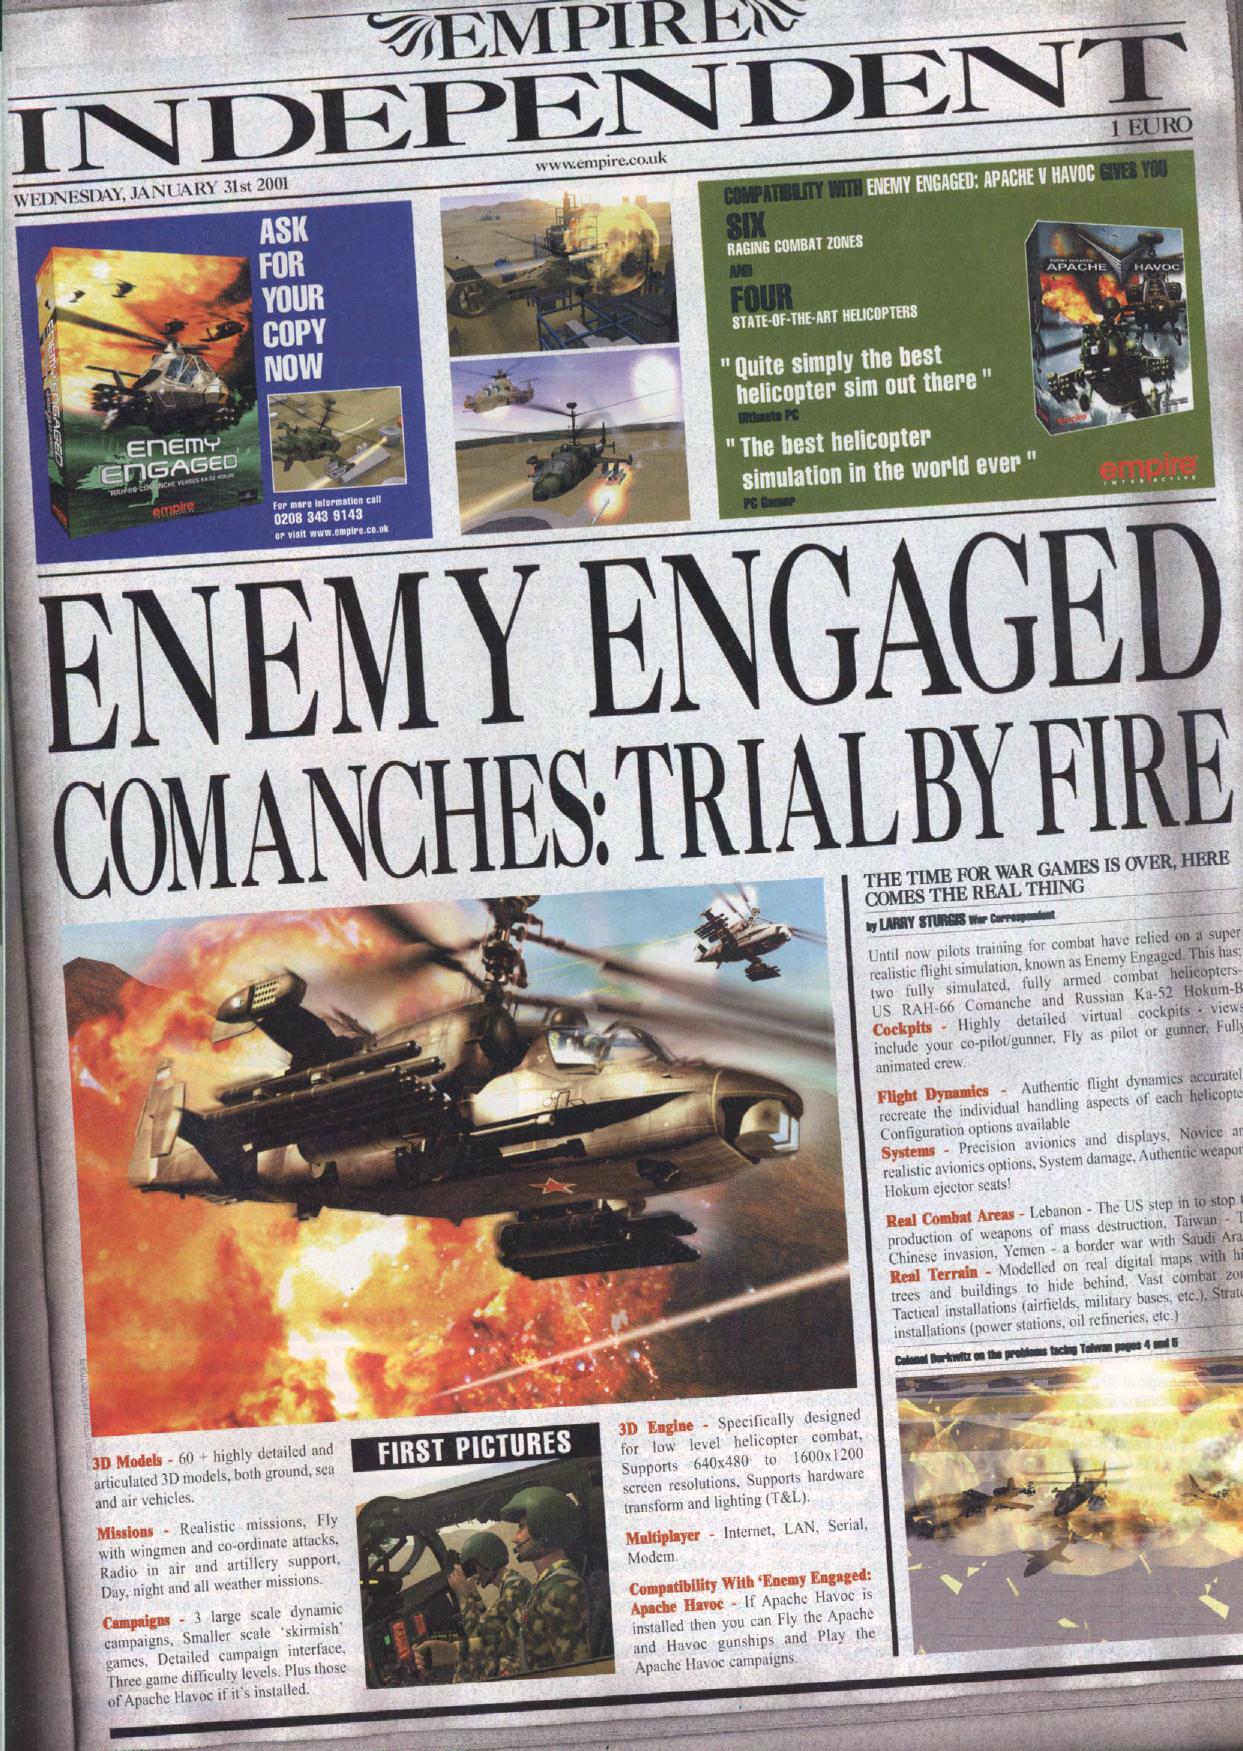 EMPIRE
INDEPENDENT
1 EURO
www.empire.co.uk
WEDNESDAY, JANUARY 31st 2001
ASK
FOR
YOUR
COPY
NOW
ENEMY
ENGAGED
RAH-66 COMANCHE VERSUS KA-52 HOKUM
empire
ENEMY ENGAGED
empire
For more information call
0208 343 9143
or visit www.empire.co.uk
COMPATIBILITY WITH ENEMY ENGAGED: APACHE V HAVOC GIVES YOU
SIX
RAGING COMBAT ZONES
AND
FOUR
STATE-OF-THE-ART HELICOPTERS
" Quite simply the best
helicopter sim out there "
Ultimate PC
" The best helicopter
simulation in the world ever "
PC Gamer
ENEMY ENGAGED
APACHE HAVOC
empire
empire
INTERACTIVE
ENEMY ENGAGED
COMANCHES: TRIAL BY FIRE
THE TIME FOR WAR GAMES IS OVER, HERE
COMES THE REAL THING
by LARRY STURGIS War Correspondent
Until now pilots training for combat have relied on a super
realistic flight simulation, known as Enemy Engaged. This has;
two fully simulated, fully armed combat helicopters-
US RAH-66 Comanche and Russian Ka-52 Hokum-B
Cockpits - Highly detailed virtual cockpits - views
include your co-pilot/gunner, Fly as pilot or gunner, Fully
animated crew.
Flight Dynamics - Authentic flight dynamics accuratel
recreate the individual handling aspects of each helicopte
Configuration options available
Systems - Precision avionics and displays, Novice an
realistic avionics options, System damage, Authentic weapon
Hokum ejector seats!
Real Combat Areas - Lebanon - The US step in to stop t
production of weapons of mass destruction, Taiwan - T
Chinese invasion, Yemen - a border war with Saudi Ara
Real Terrain - Modelled on real digital maps with hi
trees and buildings to hide behind, Vast combat zon
Tactical installations (airfields, military bases, etc.), Strate
installations (power stations, oil refineries, etc.)
Colonel Burkwitz on the problems facing Taiwan pages 4 and 5
3D Models - 60 + highly detailed and
articulated 3D models, both ground, sea
and air vehicles.
Missions - Realistic missions, Fly
with wingmen and co-ordinate attacks,
Radio in air and artillery support,
Day, night and all weather missions.
Campaigns - 3 large scale dynamic
campaigns, Smaller scale 'skirmish'
games, Detailed campaign interface,
Three game difficulty levels. Plus those
of Apache Havoc if it's installed.
FIRST PICTURES
3D Engine - Specifically designed
for low level helicopter combat,
Supports 640x480 to 1600x1200
screen resolutions, Supports hardware
transform and lighting (T&L).
Multiplayer - Internet, LAN, Serial,
Modem.
Compatibility With 'Enemy Engaged:
Apache Havoc - If Apache Havoc is
installed then you can Fly the Apache
and Havoc gunships and Play the
Apache Havoc campaigns.